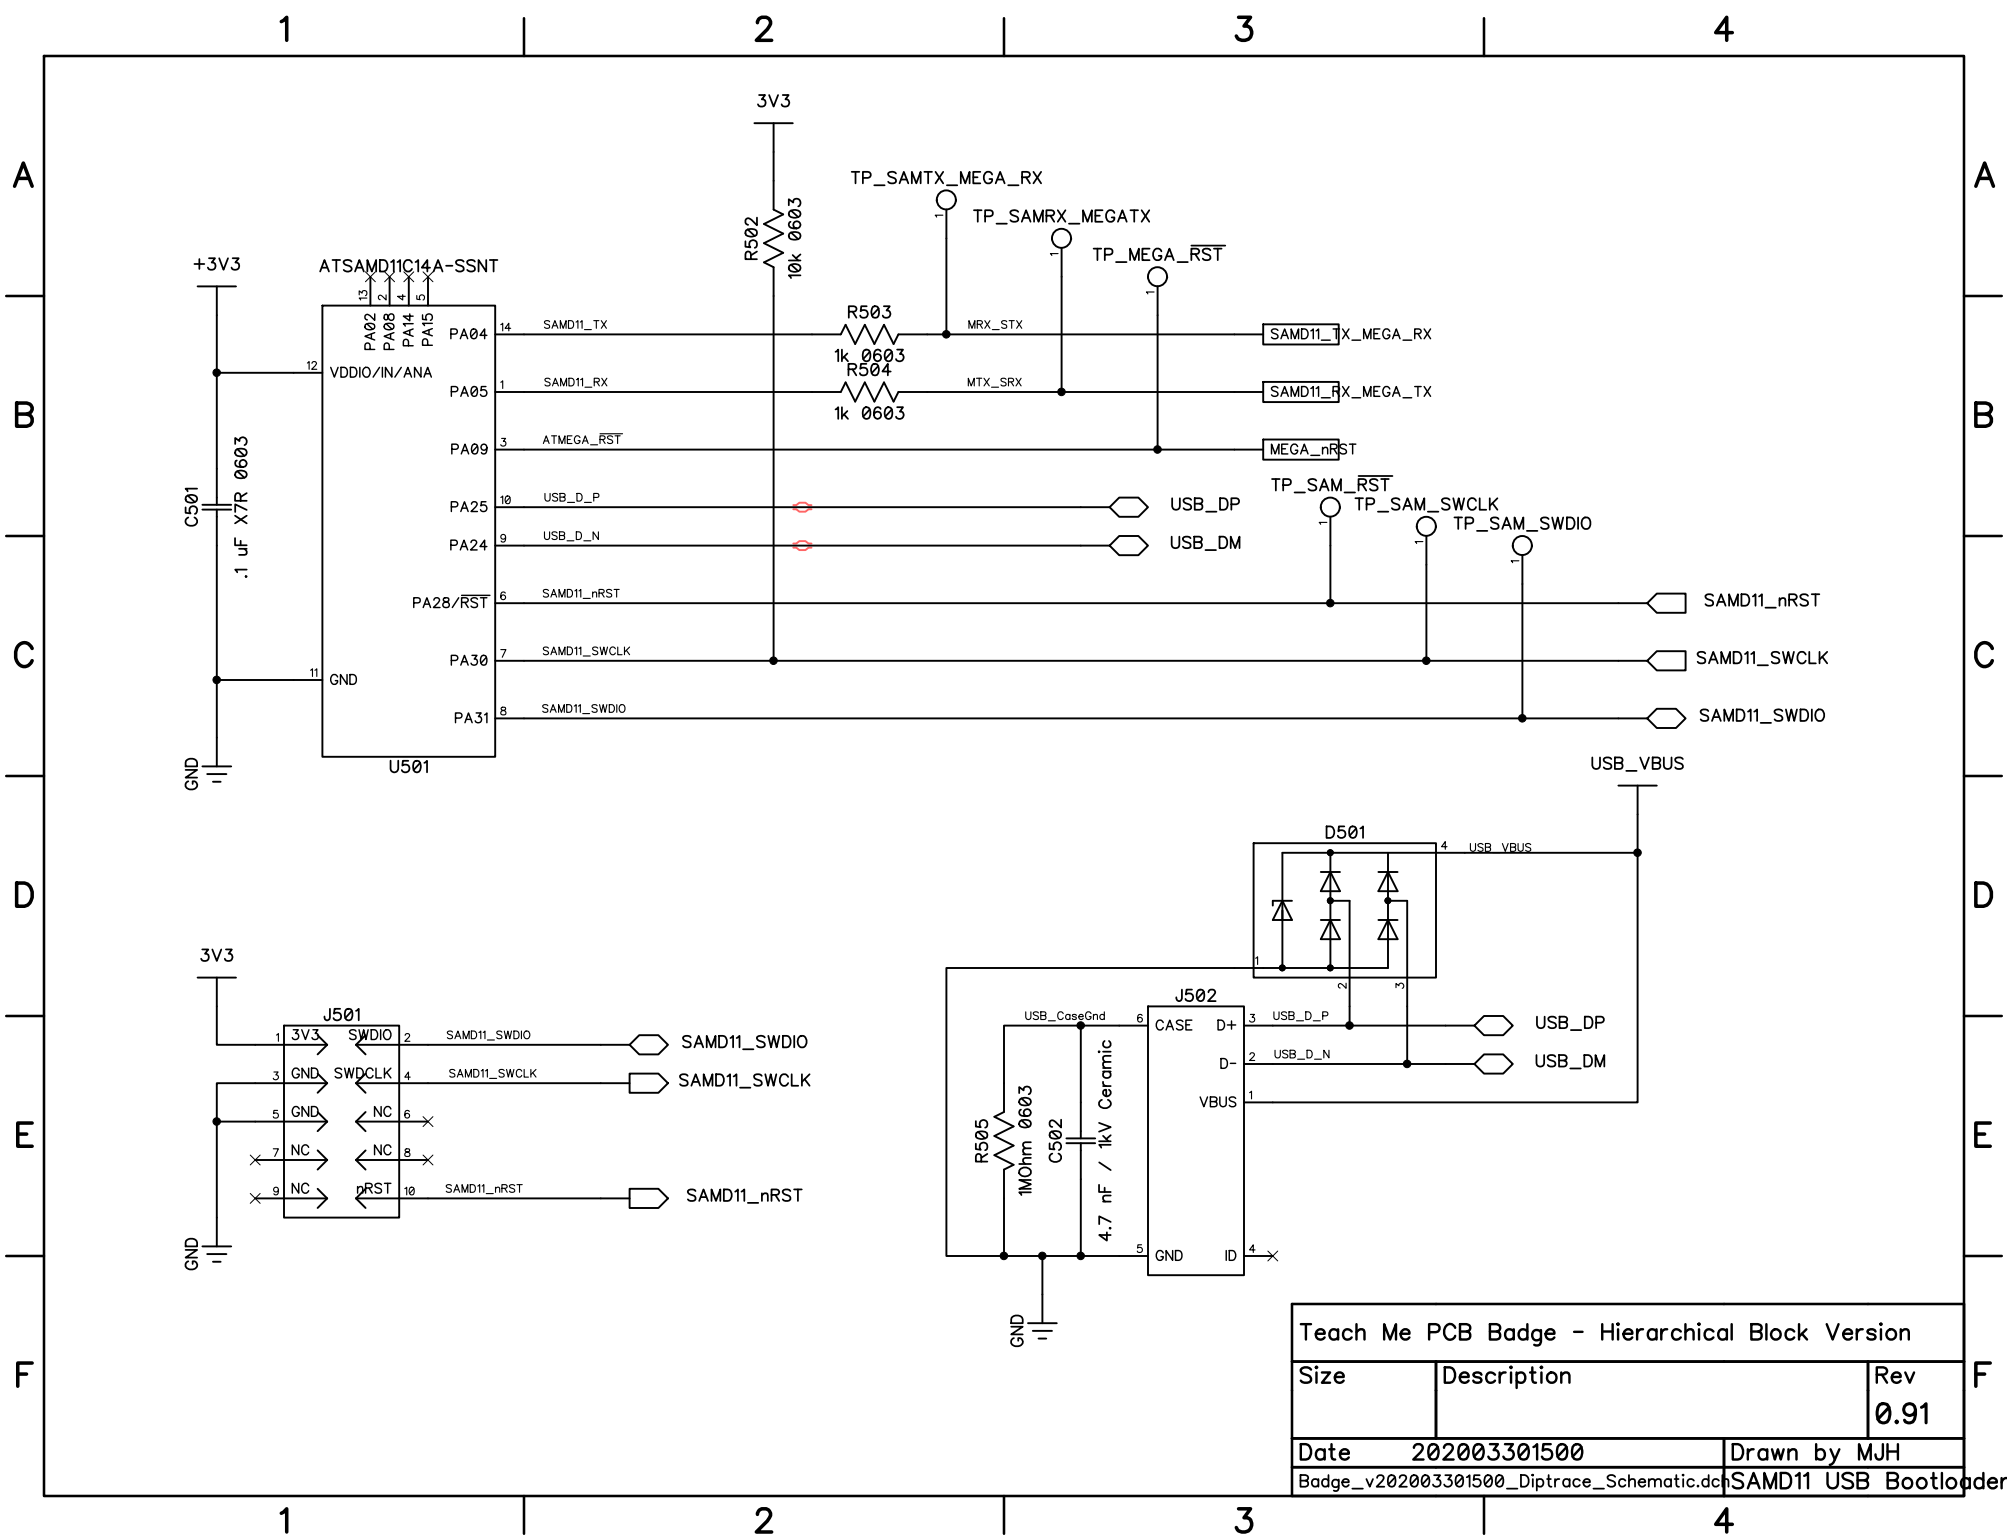 1 2 3 4
A A
B B
C C
D D
E E
F F
3V3
R502
10k 0603
TP_SAMTX_MEGA_RX
1
TP_SAMRX_MEGATX
1
TP_MEGA_RST
1
+3V3
ATSAMD11C14A-SSNT
13 2 4 5
PA02 PA08 PA14 PA15
PA04 14 SAMD11_TX
R503
1k 0603
MRX_STX
SAMD11_TX_MEGA_RX
12 VDDIO/IN/ANA
PA05 1 SAMD11_RX
R504
1k 0603
MTX_SRX
SAMD11_RX_MEGA_TX
PA09 3 ATMEGA_RST
MEGA_nRST
C501
.1 uF X7R 0603
PA25 10 USB_D_P
USB_DP
PA24 9 USB_D_N
USB_DM
TP_SAM_RST
1
TP_SAM_SWCLK
1
TP_SAM_SWDIO
1
PA28/RST 6 SAMD11_nRST
SAMD11_nRST
PA30 7 SAMD11_SWCLK
SAMD11_SWCLK
11 GND
PA31 8 SAMD11_SWDIO
SAMD11_SWDIO
GND
U501
USB_VBUS
D501
4 USB_VBUS
1
2 3
3V3
J501
1 3V3 SWDIO 2 SAMD11_SWDIO
SAMD11_SWDIO
3 GND SWDCLK 4 SAMD11_SWCLK
SAMD11_SWCLK
5 GND NC 6
7 NC NC 8
9 NC nRST 10 SAMD11_nRST
SAMD11_nRST
GND
J502
USB_CaseGnd 6 CASE D+ 3 USB_D_P
USB_DP
D- 2 USB_D_N
USB_DM
VBUS 1
R505
1MOhm 0603
C502
4.7 nF / 1kV Ceramic
5 GND ID 4
GND
Teach Me PCB Badge - Hierarchical Block Version
Size Description Rev
0.91
Date 202003301500 Drawn by MJH
Badge_v202003301500_Diptrace_Schematic.dch SAMD11 USB Bootloader
1 2 3 4